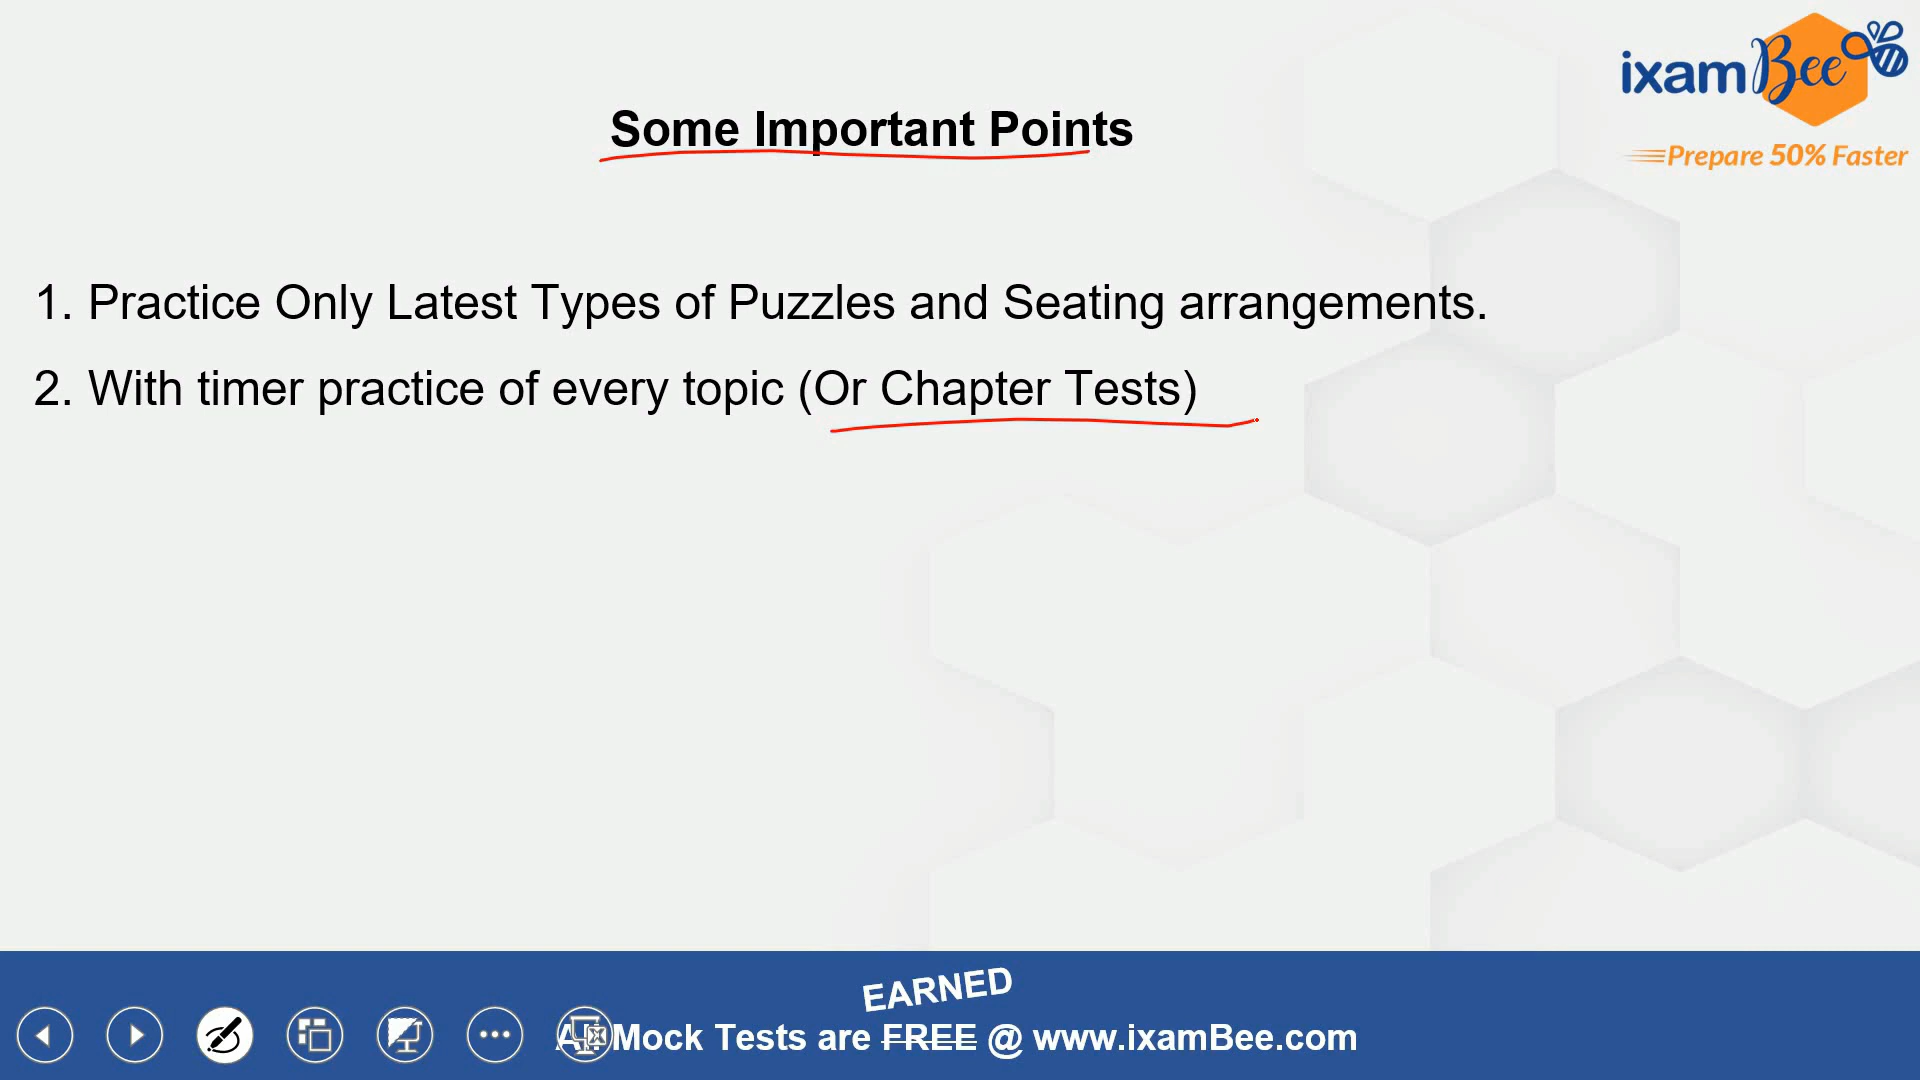 ixamBee
Prepare 50% Faster
Some Important Points
1. Practice Only Latest Types of Puzzles and Seating arrangements.
2. With timer practice of every topic (Or Chapter Tests)
EARNED
Mock Tests are FREE @ www.ixamBee.com